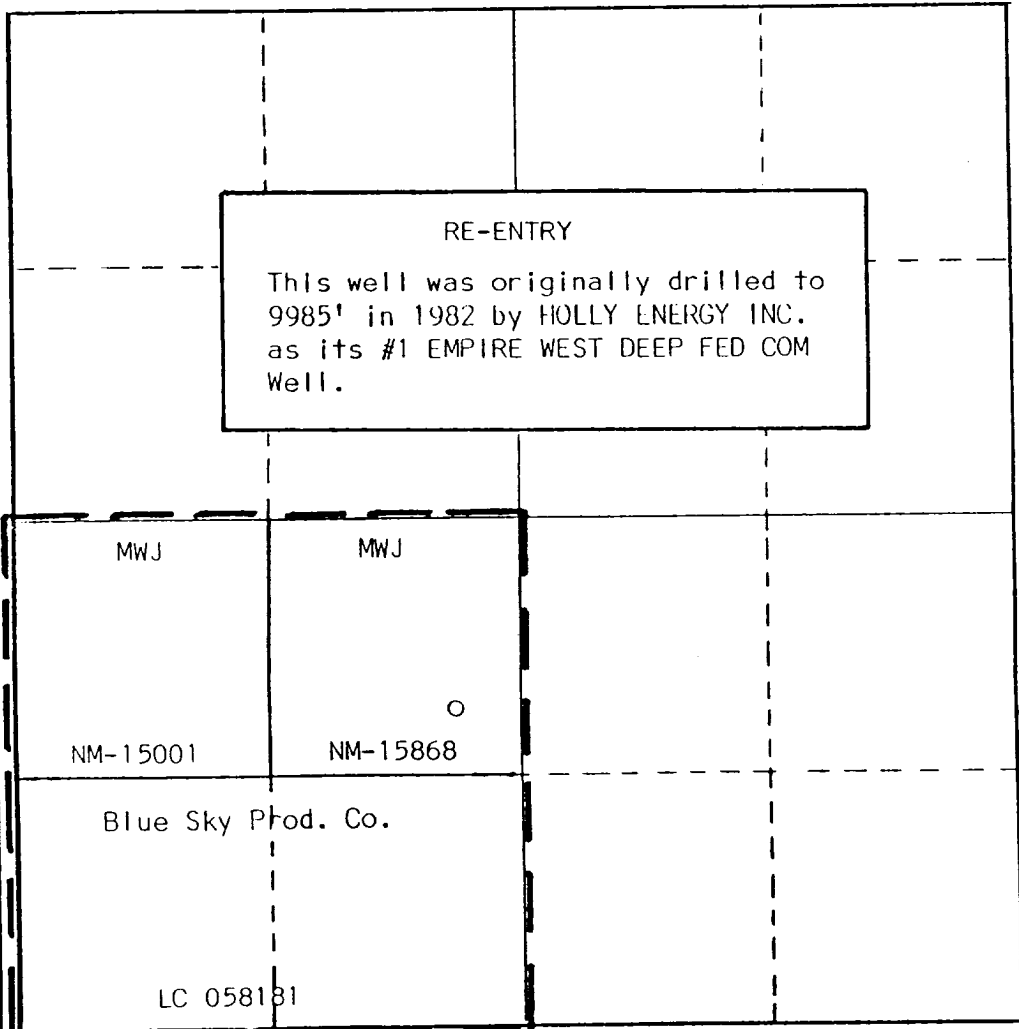 RE-ENTRY
This well was originally drilled to
9985' in 1982 by HOLLY ENERGY INC.
as its #1 EMPIRE WEST DEEP FED COM
Well.
MWJ MWJ
NM-15001 NM-15868
Blue Sky Prod. Co.
LC 058181